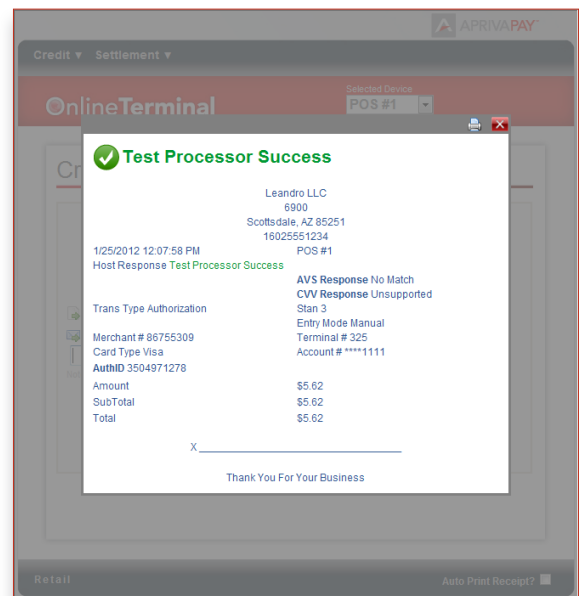 APRIVAPAY™
Credit ▼ Settlement ▼
Selected Device
OnlineTerminal POS #1
Cr
Test Processor Success
Leandro LLC
6900
Scottsdale, AZ 85251
16025551234
1/25/2012 12:07:58 PM POS #1
Host Response Test Processor Success
AVS Response No Match
CVV Response Unsupported
Trans Type Authorization Stan 3
Entry Mode Manual
Merchant # 86755309 Terminal # 325
Card Type Visa Account # ****1111
AuthID 3504971278
Amount $5.62
SubTotal $5.62
Total $5.62
X
Thank You For Your Business
Retail Auto Print Receipt?